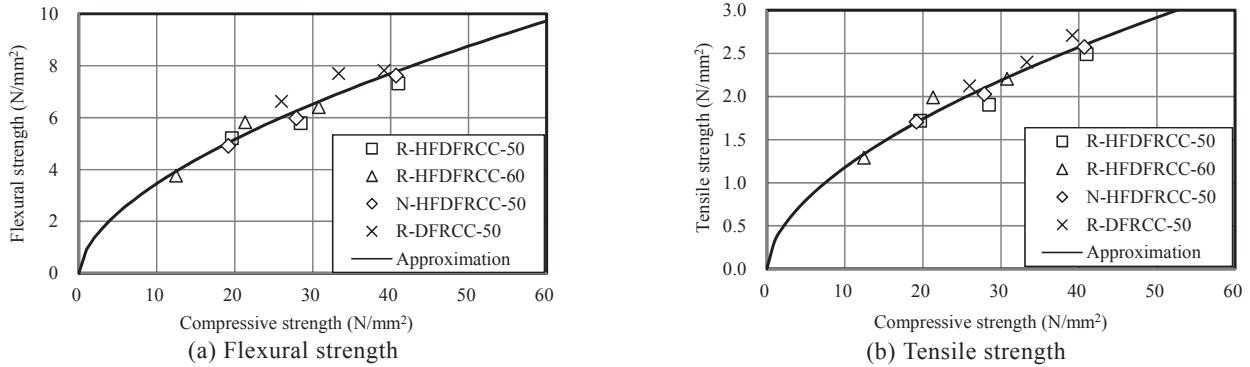 10
8
6
4
2
0
Flexural strength (N/mm²)
R-HFDFRCC-50
R-HFDFRCC-60
N-HFDFRCC-50
R-DFRCC-50
Approximation
0 10 20 30 40 50 60
Compressive strength (N/mm²)
(a) Flexural strength
3.0
2.5
2.0
1.5
1.0
0.5
0.0
Tensile strength (N/mm²)
R-HFDFRCC-50
R-HFDFRCC-60
N-HFDFRCC-50
R-DFRCC-50
Approximation
0 10 20 30 40 50 60
Compressive strength (N/mm²)
(b) Tensile strength